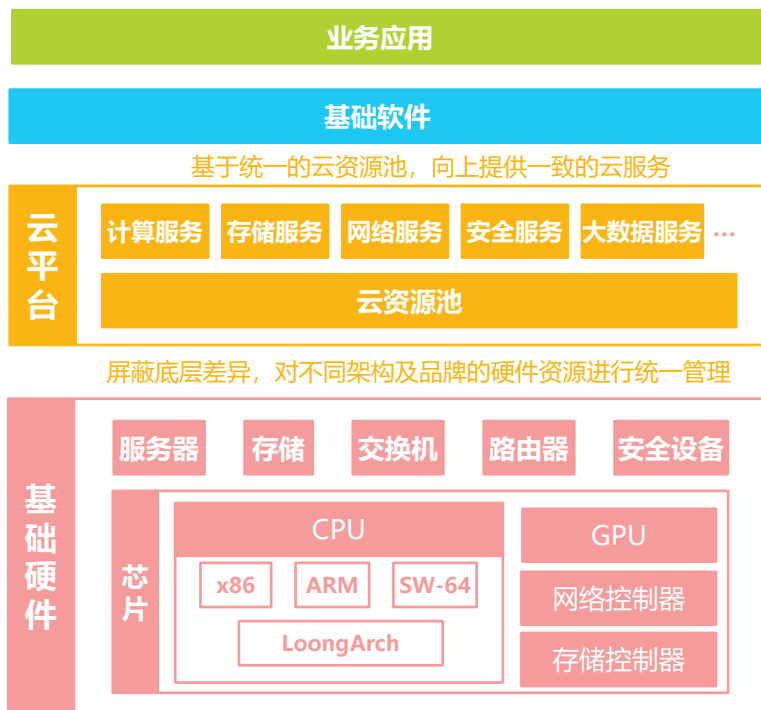 业务应用
基础软件
基于统一的云资源池，向上提供一致的云服务
云平台
计算服务 存储服务 网络服务 安全服务 大数据服务 ...
云资源池
屏蔽底层差异，对不同架构及品牌的硬件资源进行统一管理
基础硬件
服务器 存储 交换机 路由器 安全设备
芯片
CPU
x86 ARM SW-64
LoongArch
GPU
网络控制器
存储控制器